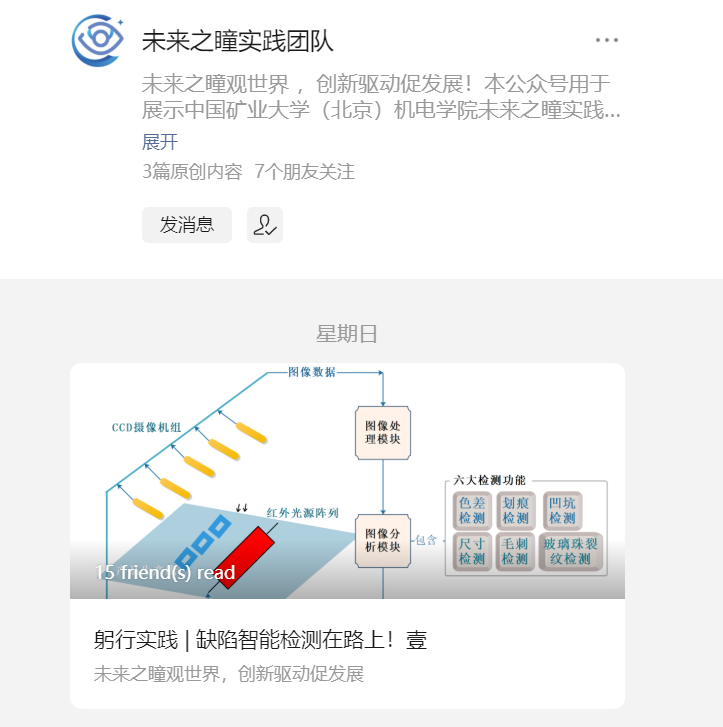 未来之瞳实践团队
未来之瞳观世界 ，创新驱动促发展！本公众号用于
展示中国矿业大学（北京）机电学院未来之瞳实践...
展开
3篇原创内容 7个朋友关注
发消息
星期日
图像数据
CCD摄像机组
图像处
理模块
六大检测功能
色差
检测
划痕
检测
凹坑
检测
红外光源阵列
图像分
析模块
包含
尺寸
检测
毛刺
检测
玻璃珠裂
纹检测
15 friend(s) read
躬行实践 | 缺陷智能检测在路上！壹
未来之瞳观世界，创新驱动促发展